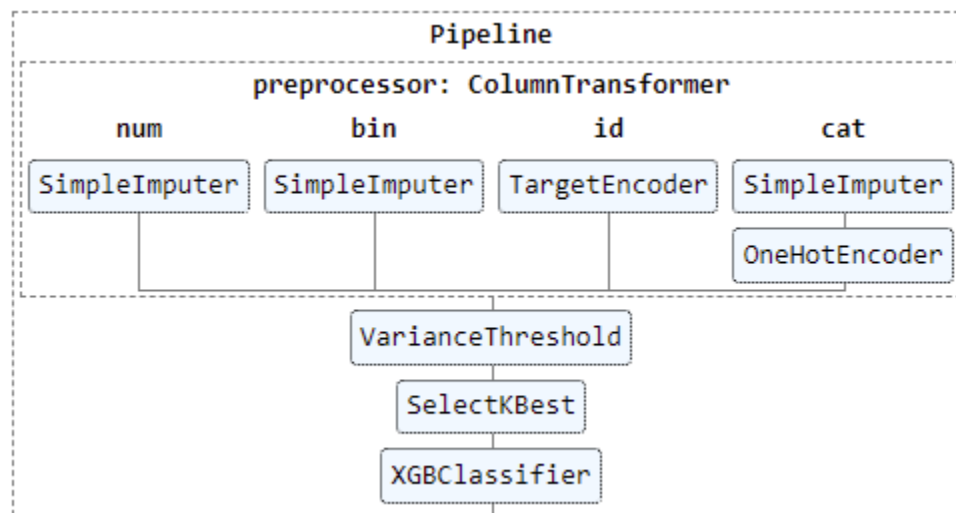 Pipeline
preprocessor: ColumnTransformer
num bin id cat
SimpleImputer SimpleImputer TargetEncoder SimpleImputer
OneHotEncoder
VarianceThreshold
SelectKBest
XGBClassifier